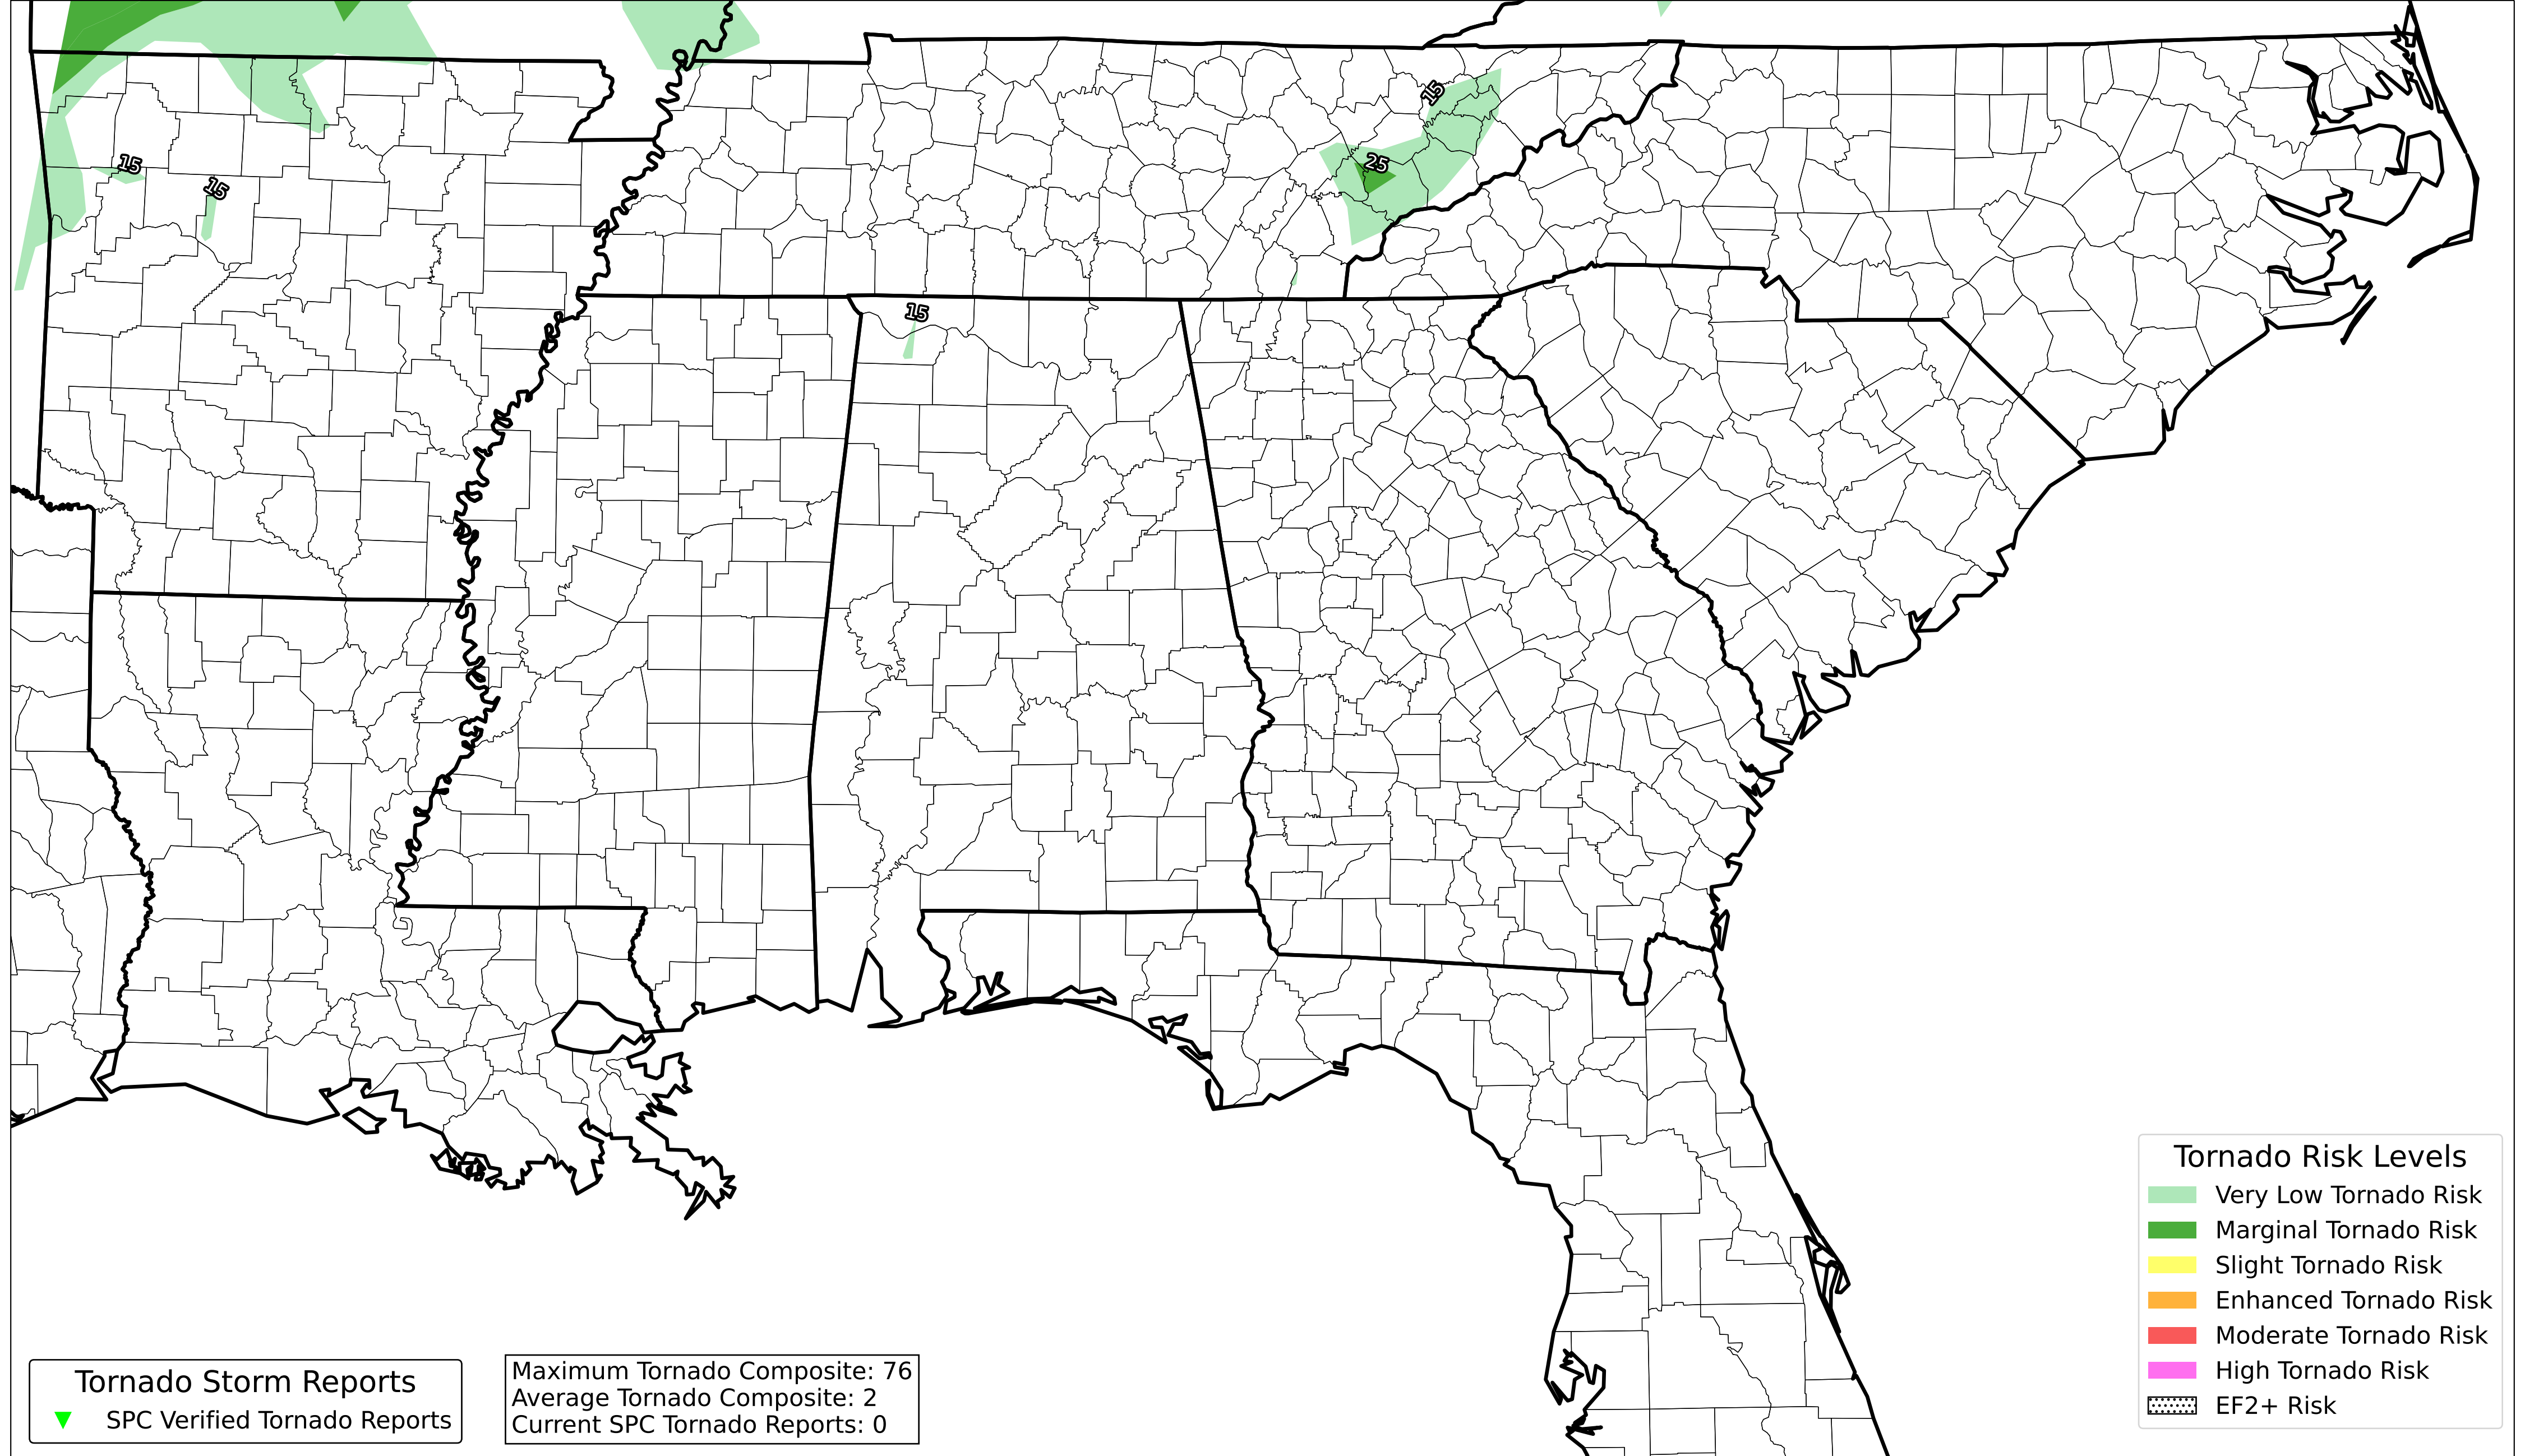 15
25
15
15
15
Tornado Storm Reports
SPC Verified Tornado Reports
Maximum Tornado Composite: 76
Average Tornado Composite: 2
Current SPC Tornado Reports: 0
Tornado Risk Levels
Very Low Tornado Risk
Marginal Tornado Risk
Slight Tornado Risk
Enhanced Tornado Risk
Moderate Tornado Risk
High Tornado Risk
EF2+ Risk